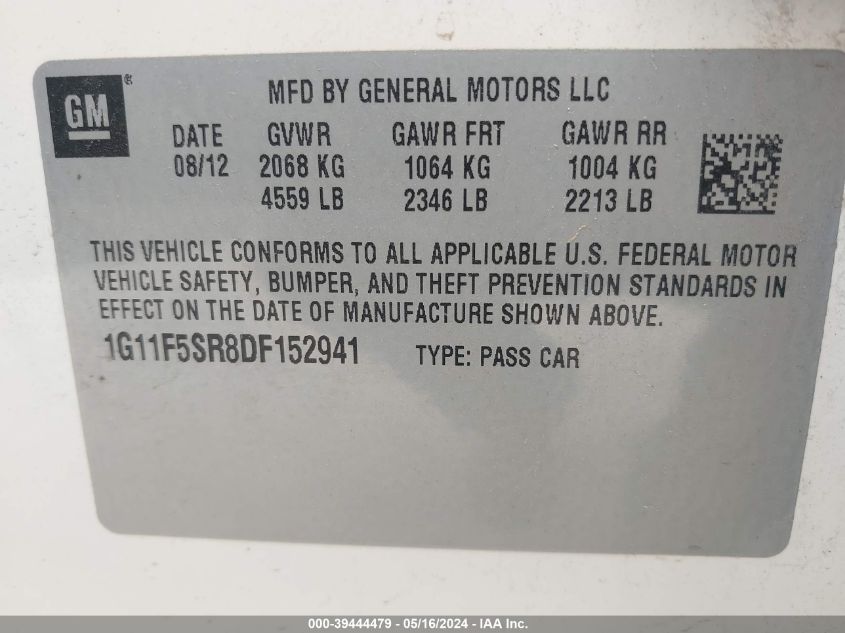 GM ®
MFD BY GENERAL MOTORS LLC
DATE GVWR GAWR FRT GAWR RR
08/12 2068 KG 1064 KG 1004 KG
4559 LB 2346 LB 2213 LB
THIS VEHICLE CONFORMS TO ALL APPLICABLE U.S. FEDERAL MOTOR
VEHICLE SAFETY, BUMPER, AND THEFT PREVENTION STANDARDS IN
EFFECT ON THE DATE OF MANUFACTURE SHOWN ABOVE.
1G11F5SR8DF152941 TYPE: PASS CAR
000-39444479 - 05/16/2024 - IAA Inc.